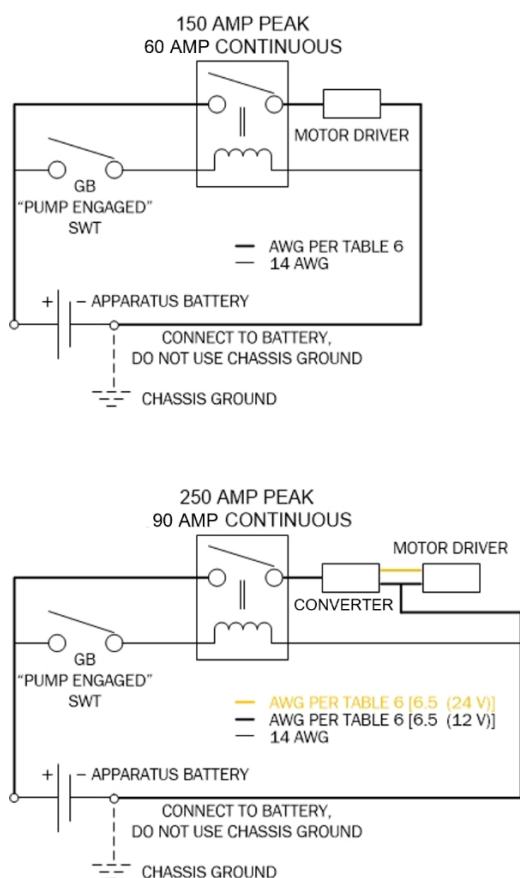 150 AMP PEAK
60 AMP CONTINUOUS
MOTOR DRIVER
GB
“PUMP ENGAGED”
SWT
AWG PER TABLE 6
14 AWG
+ − APPARATUS BATTERY
CONNECT TO BATTERY,
DO NOT USE CHASSIS GROUND
CHASSIS GROUND
250 AMP PEAK
90 AMP CONTINUOUS
MOTOR DRIVER
CONVERTER
GB
“PUMP ENGAGED”
SWT
AWG PER TABLE 6 [6.5 (24 V)]
AWG PER TABLE 6 [6.5 (12 V)]
14 AWG
+ − APPARATUS BATTERY
CONNECT TO BATTERY,
DO NOT USE CHASSIS GROUND
CHASSIS GROUND